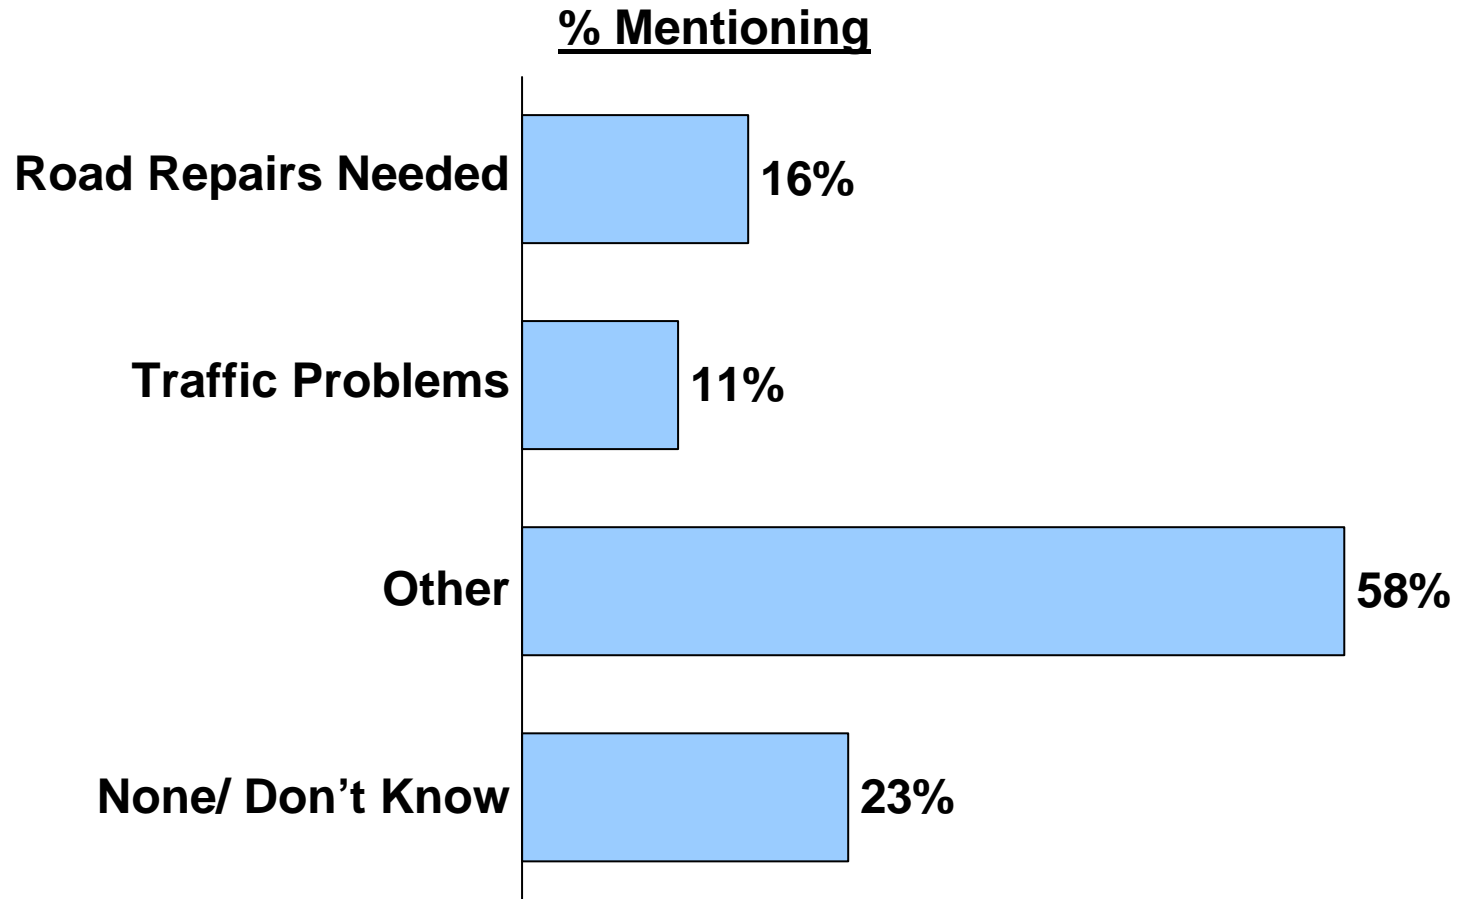 % Mentioning
Road Repairs Needed 16%
Traffic Problems 11%
Other 58%
None/ Don’t Know 23%